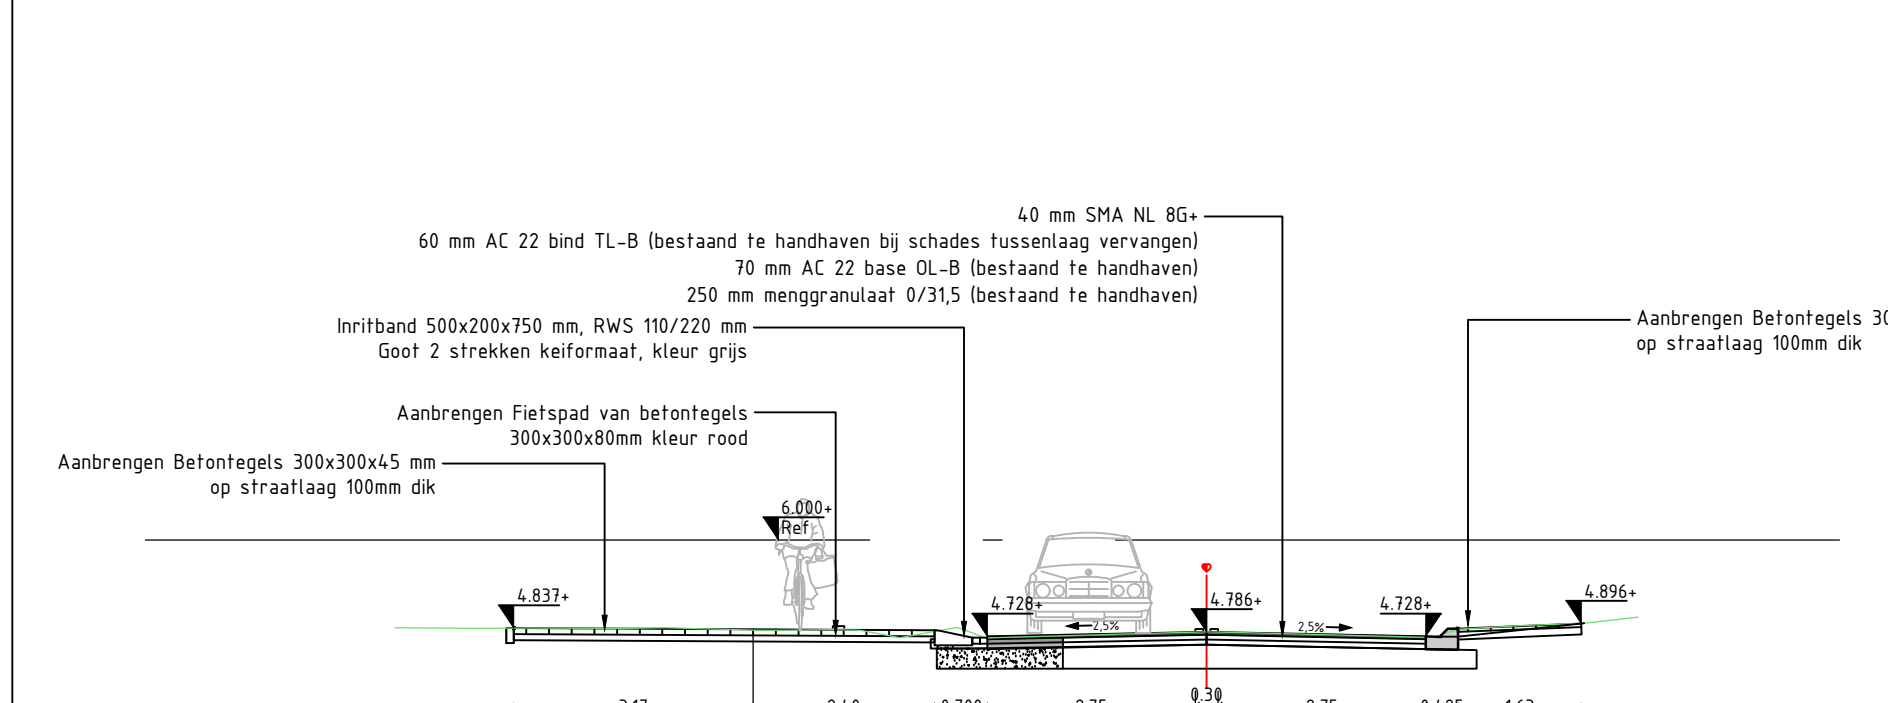 40 mm SMA NL 8G+
60 mm AC 22 bind TL-B (bestaand te handhaven bij schades tussenlaag vervangen)
70 mm AC 22 base OL-B (bestaand te handhaven)
250 mm menggranulaat 0/31,5 (bestaand te handhaven)
Inritband 500x200x750 mm, RWS 110/220 mm
Goot 2 strekken keiformaat, kleur grijs
Aanbrengen Betontegels
op straatlaag 100mm dik
Aanbrengen Fietspad van betontegels
300x300x80mm kleur rood
Aanbrengen Betontegels 300x300x45 mm
op straatlaag 100mm dik
6.000+
Ref
4.837+
4.728+
4.786+
4.728+
4.896+
2,5%
2,5%
0.30